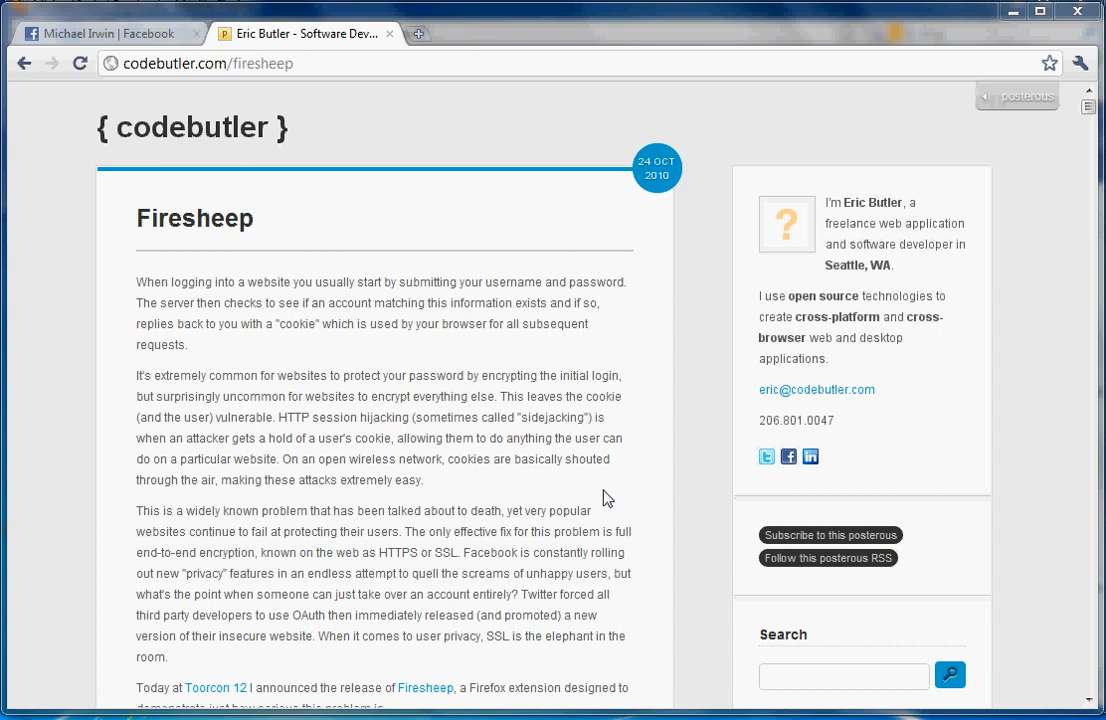 Michael Irwin | Facebook
Eric Butler - Software Dev...
codebutler.com/firesheep
posterous
{ codebutler }
24 OCT
2010
Firesheep
When logging into a website you usually start by submitting your username and password.
The server then checks to see if an account matching this information exists and if so,
replies back to you with a "cookie" which is used by your browser for all subsequent
requests.
It's extremely common for websites to protect your password by encrypting the initial login,
but surprisingly uncommon for websites to encrypt everything else. This leaves the cookie
(and the user) vulnerable. HTTP session hijacking (sometimes called "sidejacking") is
when an attacker gets a hold of a user's cookie, allowing them to do anything the user can
do on a particular website. On an open wireless network, cookies are basically shouted
through the air, making these attacks extremely easy.
This is a widely known problem that has been talked about to death, yet very popular
websites continue to fail at protecting their users. The only effective fix for this problem is full
end-to-end encryption, known on the web as HTTPS or SSL. Facebook is constantly rolling
out new "privacy" features in an endless attempt to quell the screams of unhappy users, but
what's the point when someone can just take over an account entirely? Twitter forced all
third party developers to use OAuth then immediately released (and promoted) a new
version of their insecure website. When it comes to user privacy, SSL is the elephant in the
room.
Today at Toorcon 12 I announced the release of Firesheep, a Firefox extension designed to
demonstrate just how serious this problem is.
I'm Eric Butler, a
freelance web application
and software developer in
Seattle, WA.
I use open source technologies to
create cross-platform and cross-
browser web and desktop
applications.
eric@codebutler.com
206.801.0047
Subscribe to this posterous
Follow this posterous RSS
Search